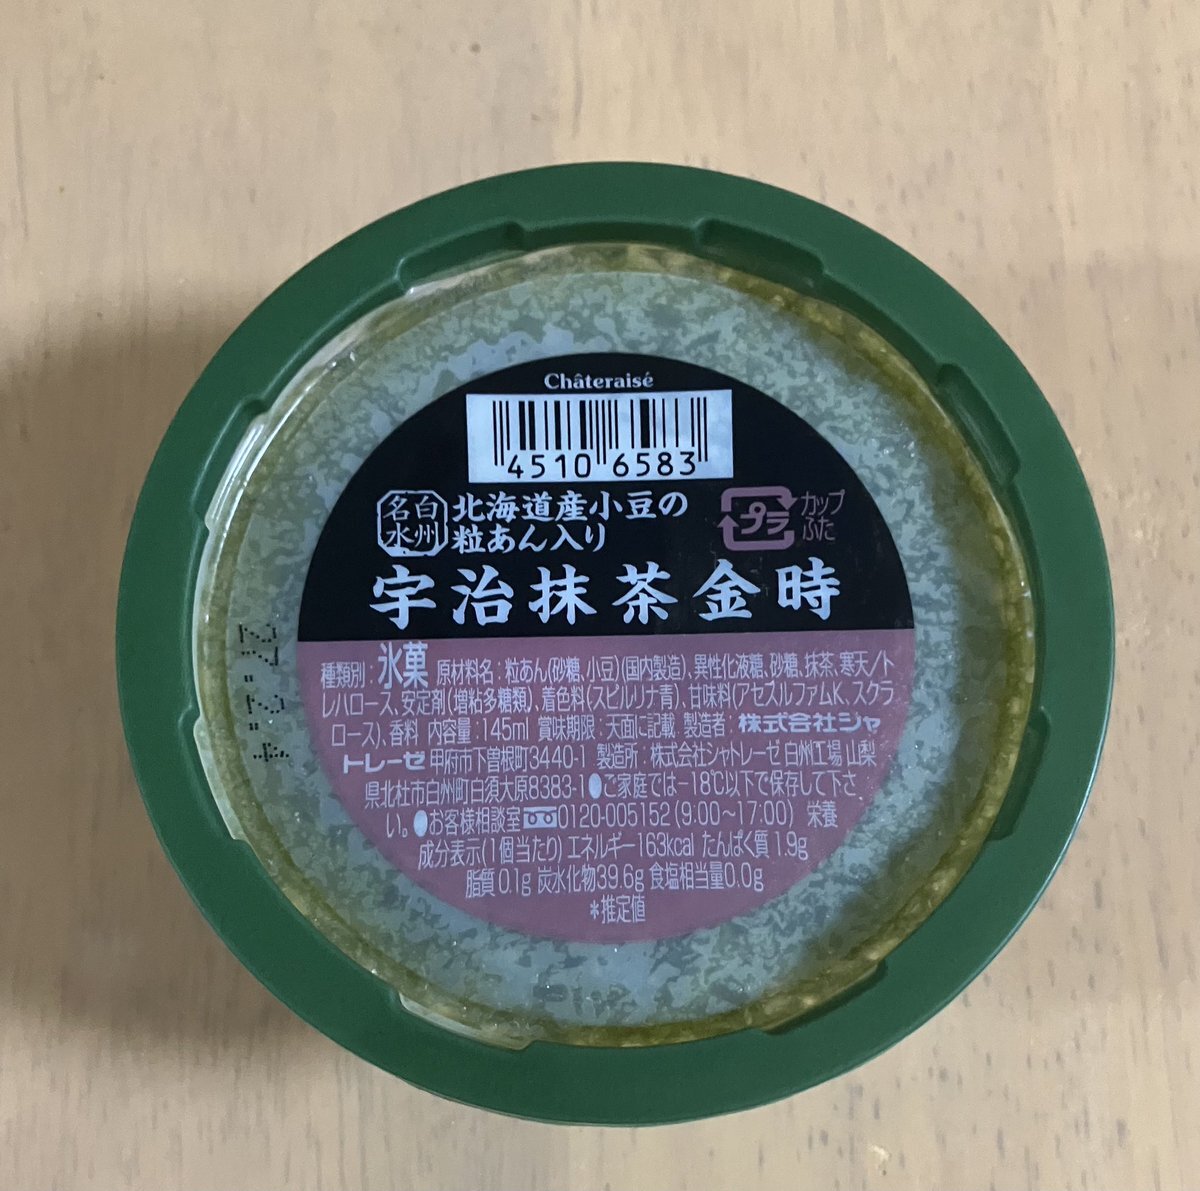 Châteraisé
4510 6583
名水 白州
北海道産小豆の
粒あん入り
プラ
カップ
ふた
宇治抹茶金時
種類別:氷菓 原材料名:粒あん(砂糖、小豆)(国内製造)、異性化液糖、砂糖、抹茶、寒天/ト
レハロース、安定剤(増粘多糖類)、着色料(スピルリナ青)、甘味料(アセスルファムK、スクラ
ロース)、香料 内容量:145ml 賞味期限:天面に記載 製造者:株式会社シャ
トレーゼ 甲府市下曽根町3440-1 製造所:株式会社シャトレーゼ 白州工場 山梨
県北杜市白州町白須大原8383-1●ご家庭では-18℃以下で保存して下さ
い。●お客様相談室 0120-005152(9:00~17:00) 栄養
成分表示(1個当たり) エネルギー163kcal たんぱく質1.9g
脂質0.1g 炭水化物39.6g 食塩相当量0.0g
*推定値